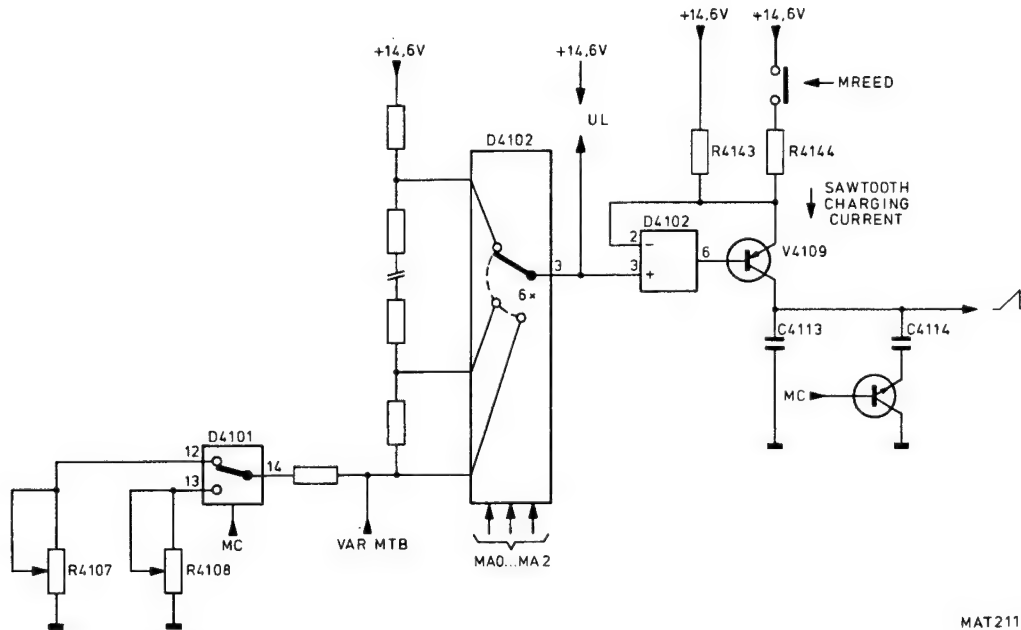 +14,6V
+14,6V
+14,6V
+14,6V
MREED
UL
D4102
R4143
R4144
SAWTOOTH
CHARGING
CURRENT
D4102
2
−
3
+
6
V4109
3
6×
C4113
C4114
MC
D4101
12
13
14
MC
VAR MTB
MA0...MA2
R4107
R4108
MAT211